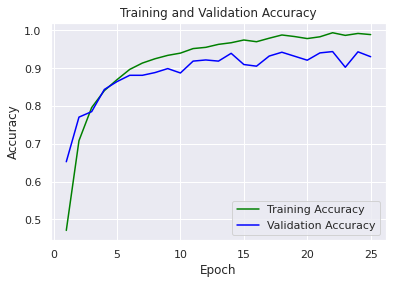 Training and Validation Accuracy
1.0
0.9
0.8
0.7
0.6
0.5
Accuracy
Training Accuracy
Validation Accuracy
0 5 10 15 20 25
Epoch